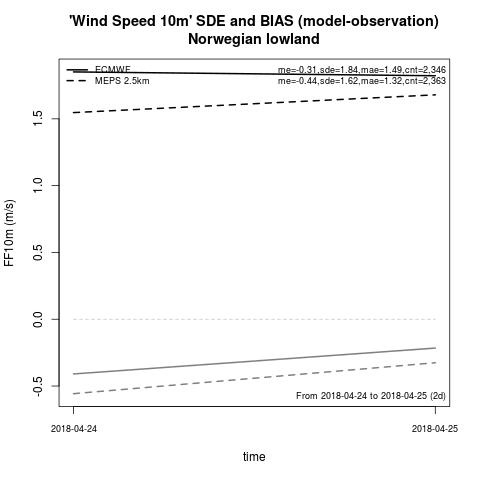 'Wind Speed 10m' SDE and BIAS (model-observation)
Norwegian lowland
ECMWF me=-0.31,sde=1.84,mae=1.49,cnt=2,346
MEPS 2.5km me=-0.44,sde=1.62,mae=1.32,cnt=2,363
1.5
1.0
0.5
0.0
-0.5
FF10m (m/s)
From 2018-04-24 to 2018-04-25 (2d)
2018-04-24 2018-04-25
time